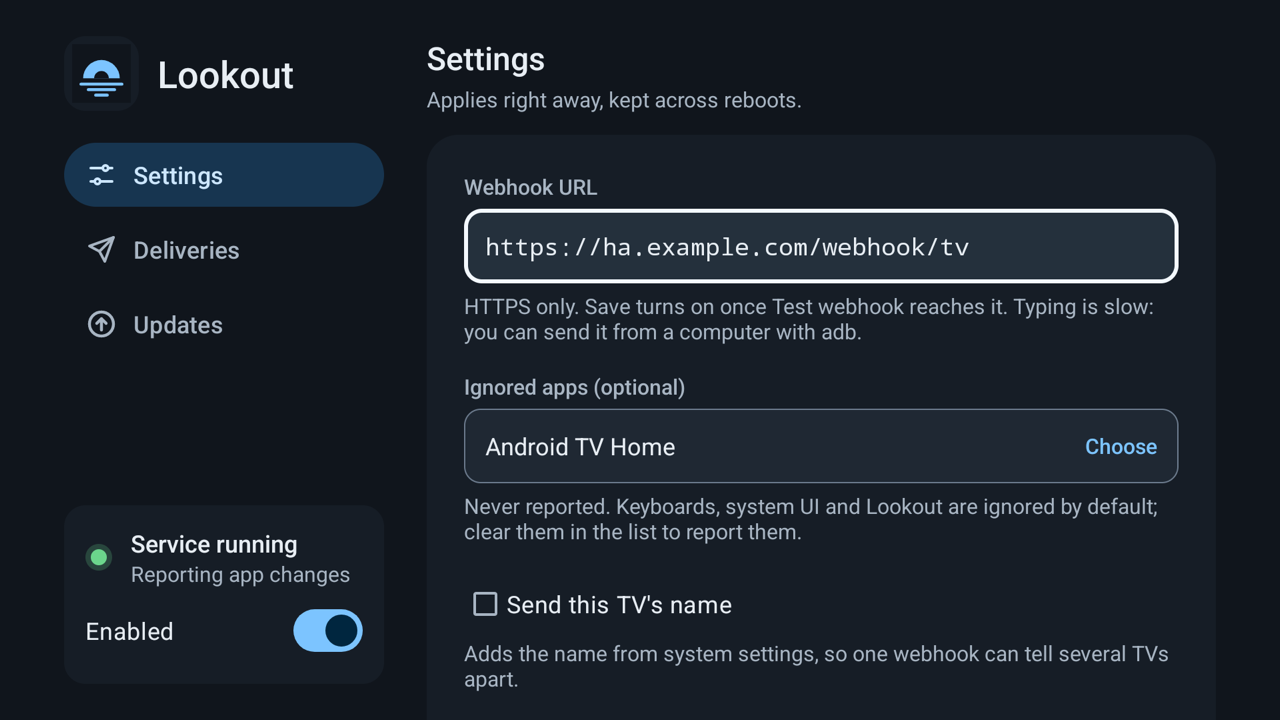 Lookout
Settings
Deliveries
Updates
Service running
Reporting app changes
Enabled
Settings
Applies right away, kept across reboots.
Webhook URL
https://ha.example.com/webhook/tv
HTTPS only. Save turns on once Test webhook reaches it. Typing is slow:
you can send it from a computer with adb.
Ignored apps (optional)
Android TV Home
Choose
Never reported. Keyboards, system UI and Lookout are ignored by default;
clear them in the list to report them.
Send this TV's name
Adds the name from system settings, so one webhook can tell several TVs
apart.